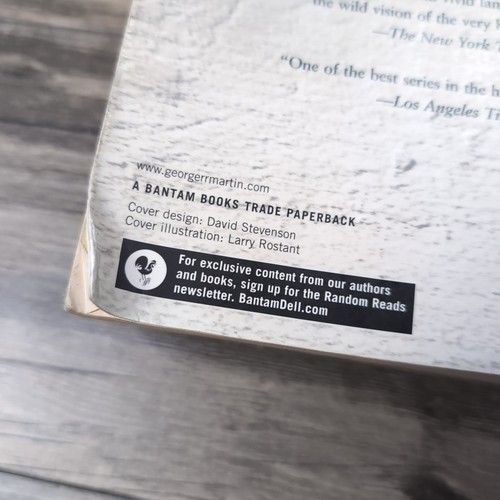 the wild vision of the very
—The New York
“One of the best series in the
—Los Angeles
www.georgerrmartin.com
A BANTAM BOOKS TRADE PAPERBACK
Cover design: David Stevenson
Cover illustration: Larry Rostant
For exclusive content from our authors
and books, sign up for the Random Reads
newsletter. BantamDell.com